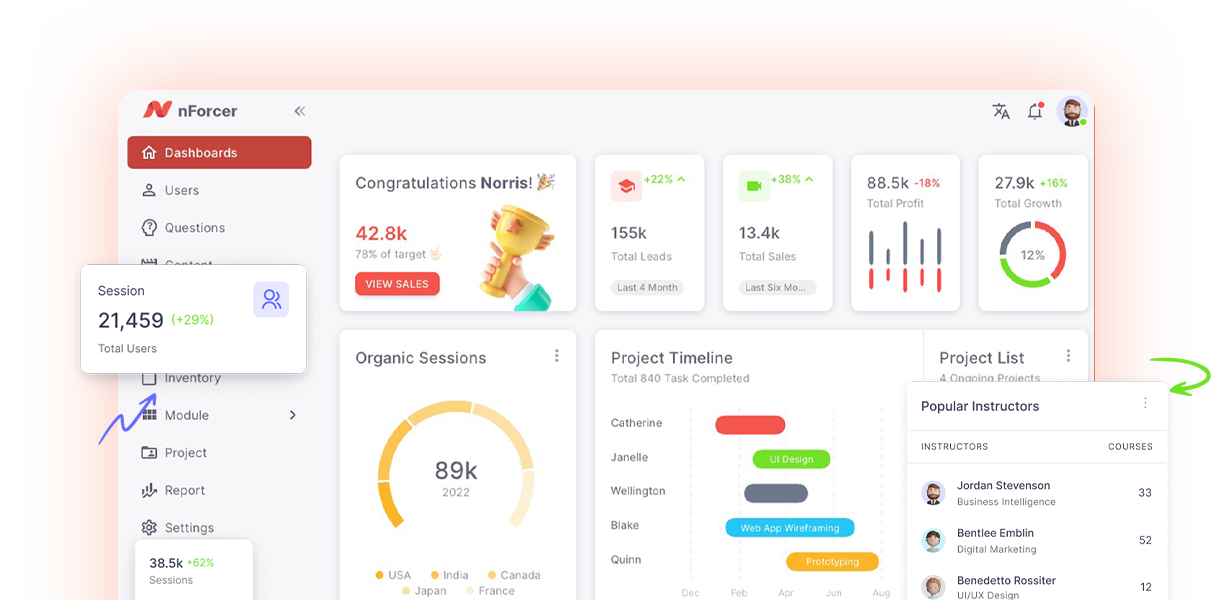 nForcer
Dashboards
Users
Questions
Content
Session
21,459 (+29%)
Total Users
Inventory
Module
Project
Report
Settings
38.5k +62%
Sessions
Congratulations Norris!
42.8k
78% of target
VIEW SALES
+22%
155k
Total Leads
Last 4 Month
+38%
13.4k
Total Sales
Last Six Mo...
88.5k -18%
Total Profit
27.9k +16%
Total Growth
12%
Organic Sessions
89k
2022
USA India Canada
Japan France
Project Timeline
Total 840 Task Completed
Catherine
Janelle
UI Design
Wellington
Blake
Web App Wireframing
Quinn
Prototyping
Dec Feb Apr Jun Aug
Project List
4 Ongoing Projects
Popular Instructors
INSTRUCTORS COURSES
Jordan Stevenson
Business Intelligence
33
Bentlee Emblin
Digital Marketing
52
Benedetto Rossiter
UI/UX Design
12